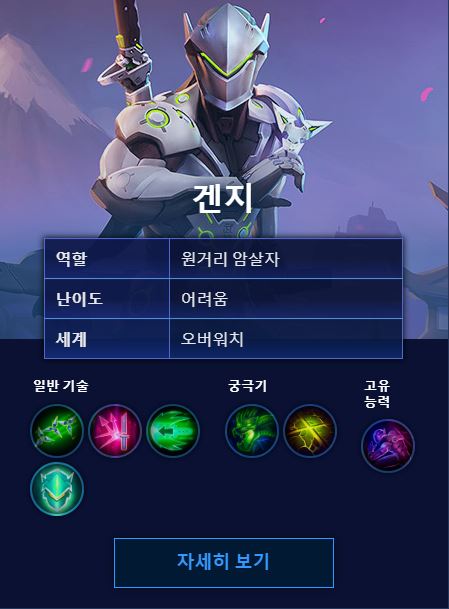 겐지
역할 원거리 암살자
난이도 어려움
세계 오버워치
일반 기술 궁극기 고유
능력
자세히 보기